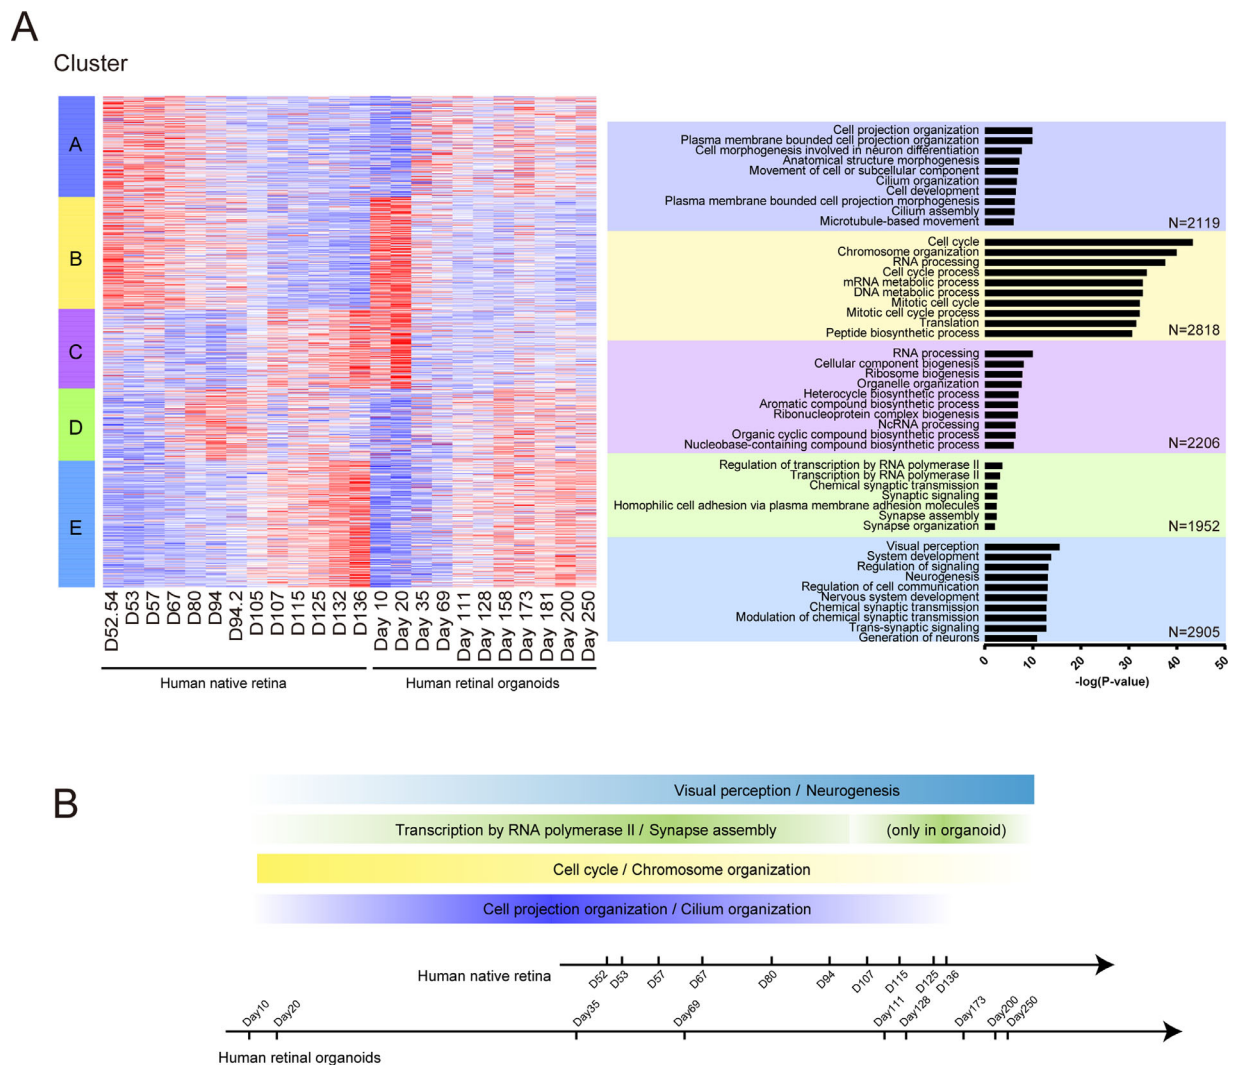 A
Cluster
A
B
C
D
E
D52.54
D53
D57
D67
D80
D94
D94.2
D105
D107
D115
D125
D132
D136
Day 10
Day 20
Day 35
Day 69
Day 111
Day 128
Day 158
Day 173
Day 181
Day 200
Day 250
Human native retina
Human retinal organoids
Cell projection organization
Plasma membrane bounded cell projection organization
Cell morphogenesis involved in neuron differentiation
Anatomical structure morphogenesis
Movement of cell or subcellular component
Cilium organization
Cell development
Plasma membrane bounded cell projection morphogenesis
Cilium assembly
Microtubule-based movement
N=2119
Cell cycle
Chromosome organization
RNA processing
Cell cycle process
mRNA metabolic process
DNA metabolic process
Mitotic cell cycle
Mitotic cell cycle process
Translation
Peptide biosynthetic process
N=2818
RNA processing
Cellular component biogenesis
Ribosome biogenesis
Organelle organization
Heterocycle biosynthetic process
Aromatic compound biosynthetic process
Ribonucleoprotein complex biogenesis
NcRNA processing
Organic cyclic compound biosynthetic process
Nucleobase-containing compound biosynthetic process
N=2206
Regulation of transcription by RNA polymerase II
Transcription by RNA polymerase II
Chemical synaptic transmission
Synaptic signaling
Homophilic cell adhesion via plasma membrane adhesion molecules
Synapse assembly
Synapse organization
N=1952
Visual perception
System development
Regulation of signaling
Neurogenesis
Regulation of cell communication
Nervous system development
Chemical synaptic transmission
Modulation of chemical synaptic transmission
Trans-synaptic signaling
Generation of neurons
N=2905
0 10 20 30 40 50
-log(P-value)
B
Visual perception / Neurogenesis
Transcription by RNA polymerase II / Synapse assembly (only in organoid)
Cell cycle / Chromosome organization
Cell projection organization / Cilium organization
Human native retina
D52 D53 D57 D67 D80 D94 D107 D115 D125 D136
Day10 Day20 Day35 Day69 Day111 Day128 Day173 Day200 Day250
Human retinal organoids